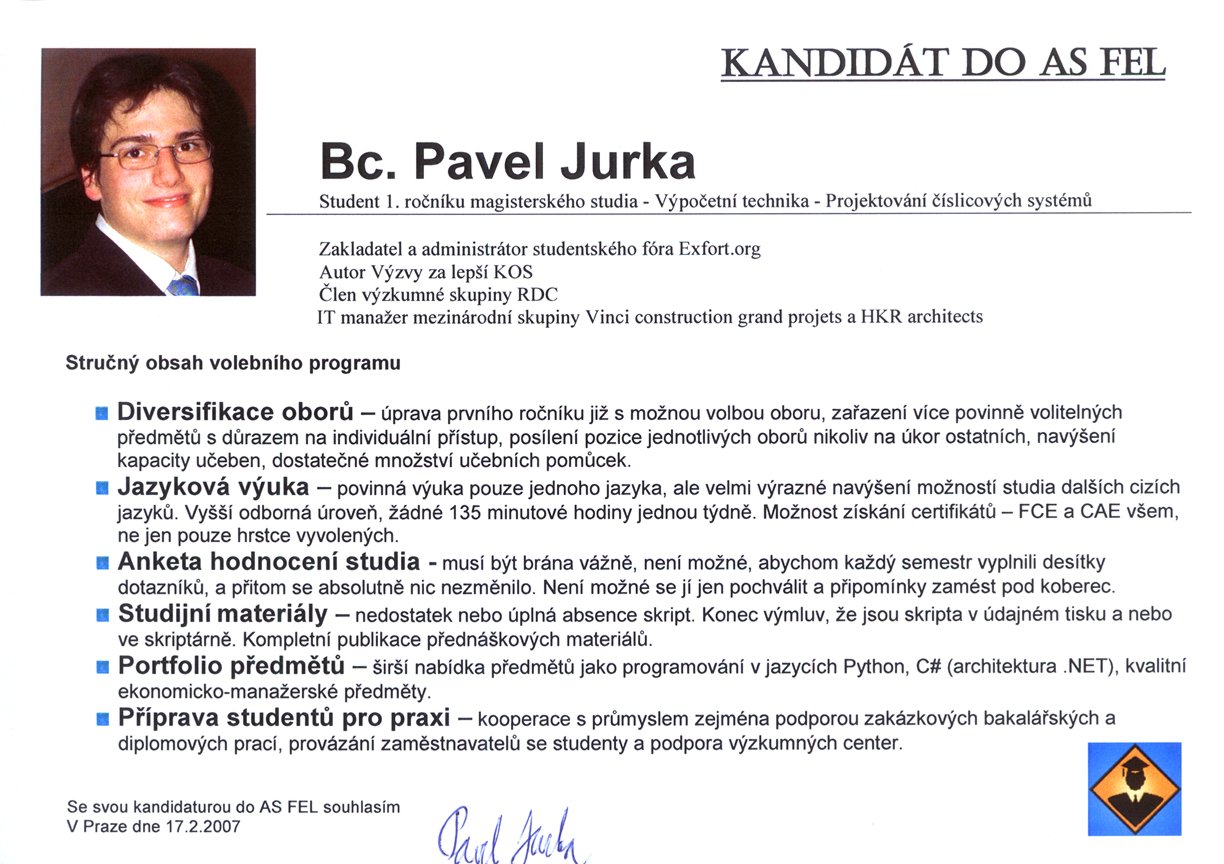 KANDIDÁT DO AS FEL
Bc. Pavel Jurka
Student 1. ročníku magisterského studia - Výpočetní technika - Projektování číslicových systémů
Zakladatel a administrátor studentského fóra Exfort.org
Autor Výzvy za lepší KOS
Člen výzkumné skupiny RDC
IT manažer mezinárodní skupiny Vinci construction grand projets a HKR architects
Stručný obsah volebního programu
Diversifikace oborů – úprava prvního ročníku již s možnou volbou oboru, zařazení více povinně volitelných
předmětů s důrazem na individuální přístup, posílení pozice jednotlivých oborů nikoliv na úkor ostatních, navýšení
kapacity učeben, dostatečné množství učebních pomůcek.
Jazyková výuka – povinná výuka pouze jednoho jazyka, ale velmi výrazné navýšení možností studia dalších cizích
jazyků. Vyšší odborná úroveň, žádné 135 minutové hodiny jednou týdně. Možnost získání certifikátů – FCE a CAE všem,
ne jen pouze hrstce vyvolených.
Anketa hodnocení studia - musí být brána vážně, není možné, abychom každý semestr vyplnili desítky
dotazníků, a přitom se absolutně nic nezměnilo. Není možné se jí jen pochválit a připomínky zamést pod koberec.
Studijní materiály – nedostatek nebo úplná absence skript. Konec výmluv, že jsou skripta v údajném tisku a nebo
ve skriptárně. Kompletní publikace přednáškových materiálů.
Portfolio předmětů – širší nabídka předmětů jako programování v jazycích Python, C# (architektura .NET), kvalitní
ekonomicko-manažerské předměty.
Příprava studentů pro praxi – kooperace s průmyslem zejména podporou zakázkových bakalářských a
diplomových prací, provázání zaměstnavatelů se studenty a podpora výzkumných center.
Se svou kandidaturou do AS FEL souhlasím
V Praze dne 17.2.2007
Pavel Jurka